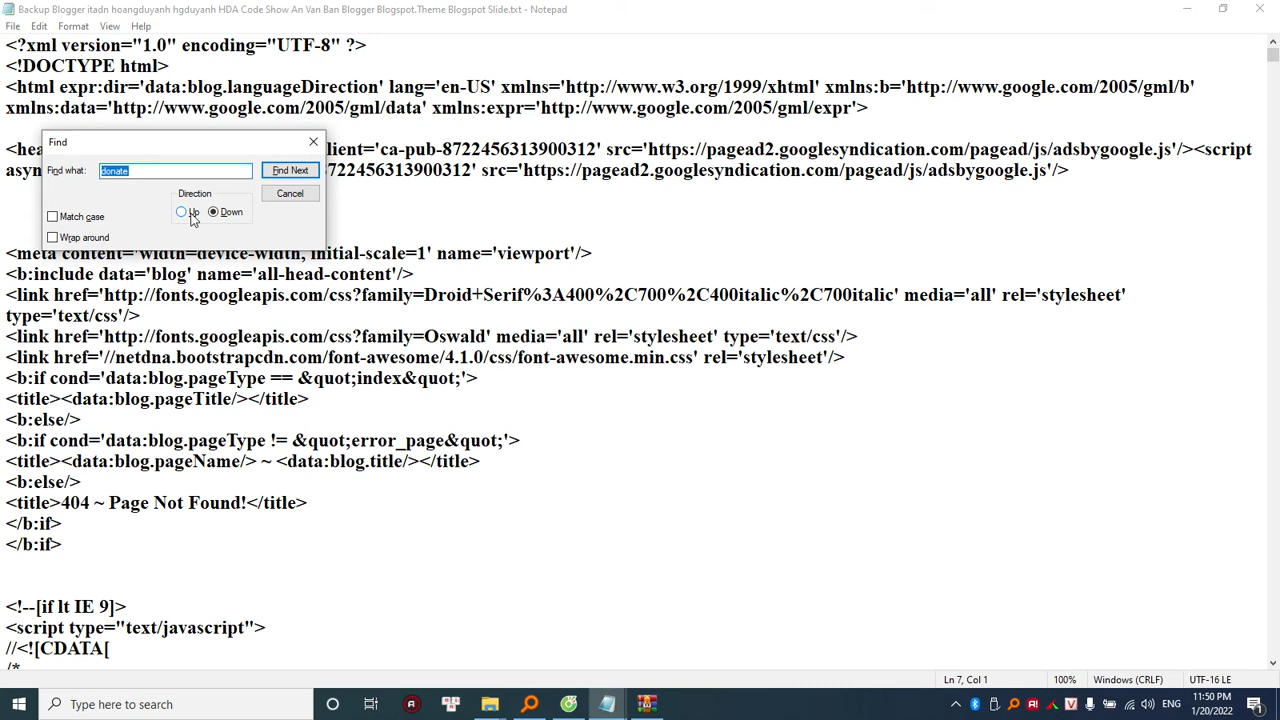 Backup Blogger itadn hoangduyanh hgduyanh HDA Code Show An Van Ban Blogger Blogspot.Theme Blogspot Slide.txt - Notepad
File Edit Format View Help
<?xml version="1.0" encoding="UTF-8" ?>
<!DOCTYPE html>
<html expr:dir='data:blog.languageDirection' lang='en-US' xmlns='http://www.w3.org/1999/xhtml' xmlns:b='http://www.google.com/2005/gml/b'
xmlns:data='http://www.google.com/2005/gml/data' xmlns:expr='http://www.google.com/2005/gml/expr'>
Find
<hea lient='ca-pub-8722456313900312' src='https://pagead2.googlesyndication.com/pagead/js/adsbygoogle.js'/><script
asyn 8722456313900312" src="https://pagead2.googlesyndication.com/pagead/js/adsbygoogle.js'/>
Find what: donate Find Next
Direction Cancel
Up Down
Match case
Wrap around
<meta content='width=device-width, initial-scale=1' name='viewport'/>
<b:include data='blog' name='all-head-content'/>
<link href='http://fonts.googleapis.com/css?family=Droid+Serif%3A400%2C700%2C400italic%2C700italic' media='all' rel='stylesheet'
type='text/css'/>
<link href='http://fonts.googleapis.com/css?family=Oswald' media='all' rel='stylesheet' type='text/css'/>
<link href='//netdna.bootstrapcdn.com/font-awesome/4.1.0/css/font-awesome.min.css' rel='stylesheet'/>
<b:if cond='data:blog.pageType == &quot;index&quot;'>
<title><data:blog.pageTitle/></title>
<b:else/>
<b:if cond='data:blog.pageType != &quot;error_page&quot;'>
<title><data:blog.pageName/> ~ <data:blog.title/></title>
<b:else/>
<title>404 ~ Page Not Found!</title>
</b:if>
</b:if>
<!--[if lt IE 9]>
<script type="text/javascript">
//<![CDATA[
/*
Ln 7, Col 1 100% Windows (CRLF) UTF-16 LE
Type here to search
ENG
11:50 PM
1/20/2022